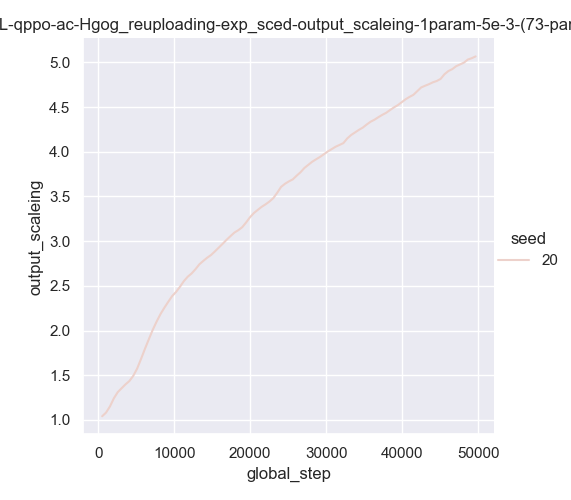 L-qppo-ac-Hgog_reuploading-exp_sced-output_scaleing-1param-5e-3-(73-par
5.0
4.5
4.0
3.5
3.0
2.5
2.0
1.5
1.0
output_scaleing
0 10000 20000 30000 40000 50000
global_step
seed
20